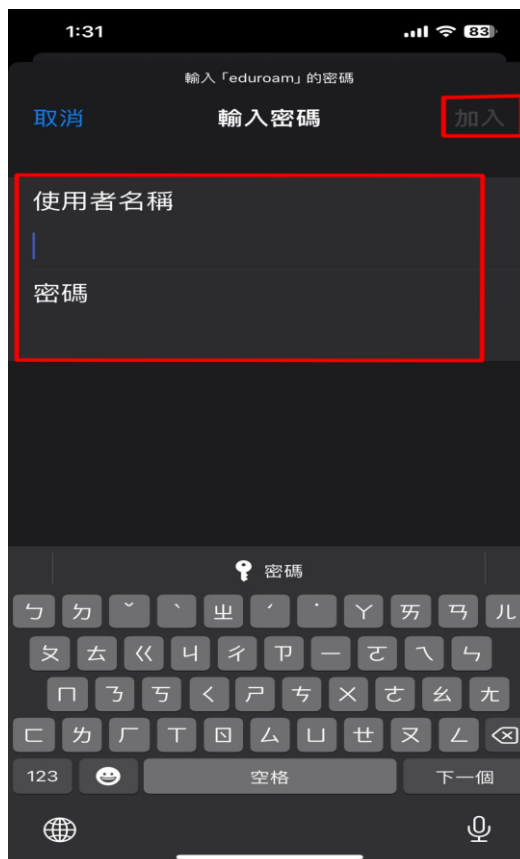 1:31 83
輸入「eduroam」的密碼
取消 輸入密碼 加入
使用者名稱
密碼
密碼
ㄅ ㄉ ˇ ˋ ㄓ ˊ ˙ ㄚ ㄞ ㄢ ㄦ
ㄆ ㄊ ㄍ ㄐ ㄔ ㄗ ㄧ ㄛ ㄟ ㄣ
ㄇ ㄋ ㄎ ㄑ ㄕ ㄘ ㄨ ㄜ ㄠ ㄤ
ㄈ ㄌ ㄏ ㄒ ㄖ ㄙ ㄩ ㄝ ㄡ ㄥ
123 空格 下一個